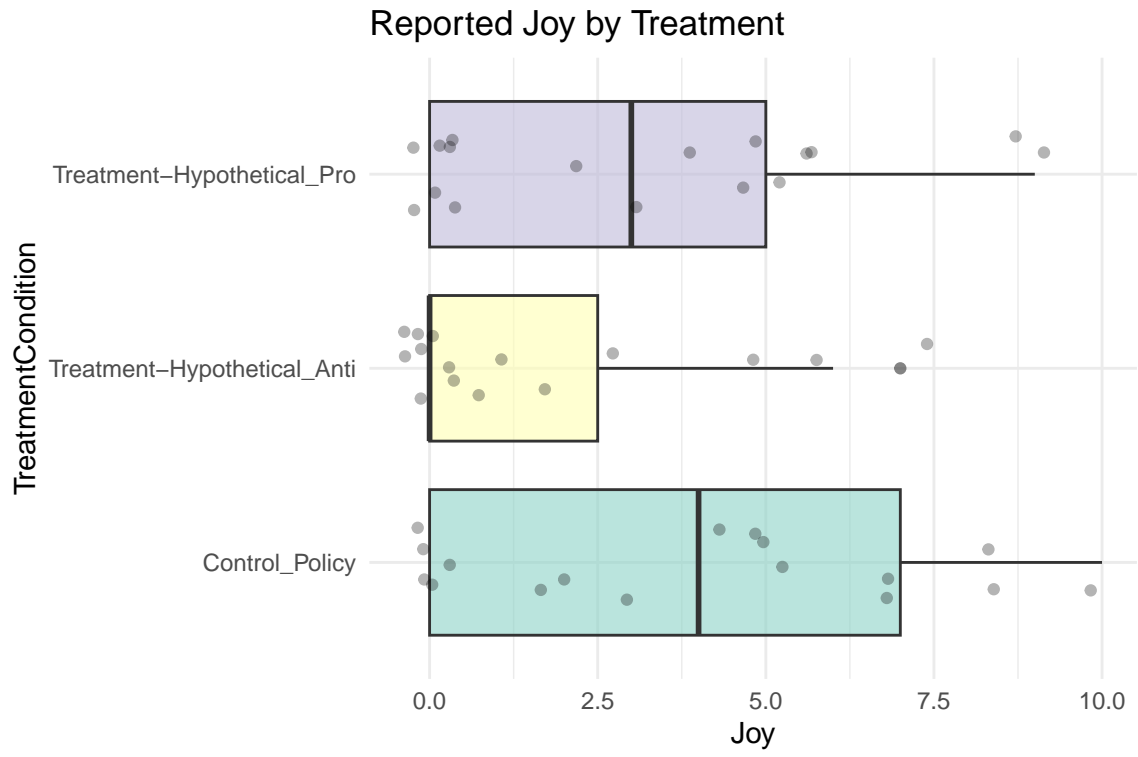 Reported Joy by Treatment
TreatmentCondition
Treatment−Hypothetical_Pro
Treatment−Hypothetical_Anti
Control_Policy
0.0 2.5 5.0 7.5 10.0
Joy